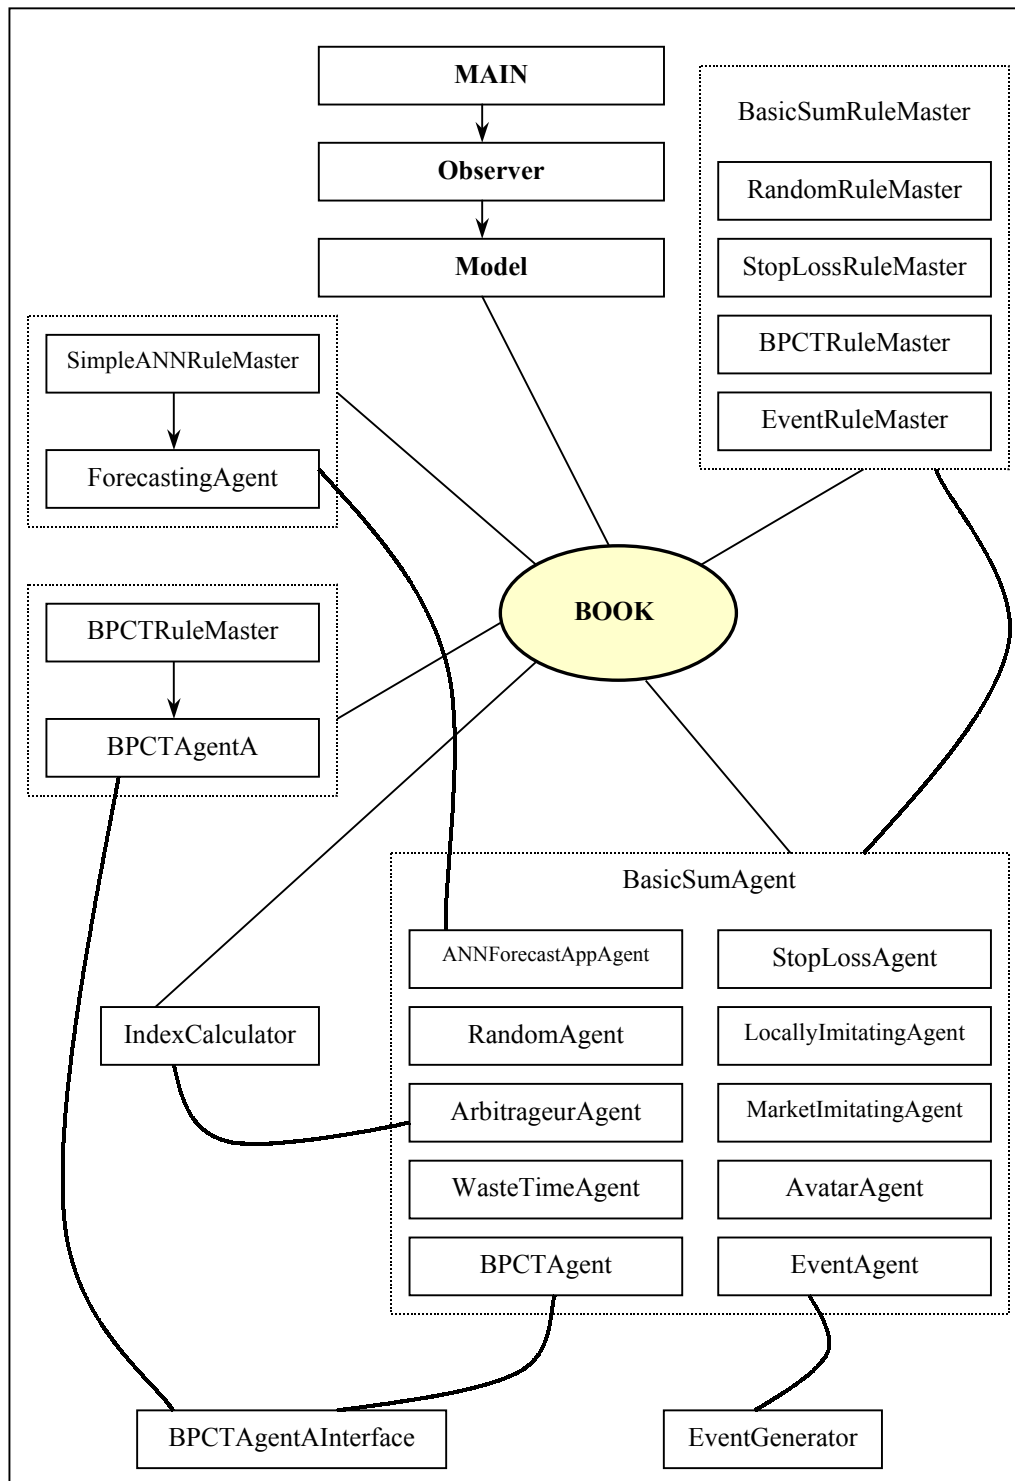 MAIN
Observer
Model
BasicSumRuleMaster
RandomRuleMaster
StopLossRuleMaster
BPCTRuleMaster
EventRuleMaster
SimpleANNRuleMaster
ForecastingAgent
BOOK
BPCTRuleMaster
BPCTAgentA
BasicSumAgent
ANNForecastAppAgent
StopLossAgent
IndexCalculator
RandomAgent
LocallyImitatingAgent
ArbitrageurAgent
MarketImitatingAgent
WasteTimeAgent
AvatarAgent
BPCTAgent
EventAgent
BPCTAgentAInterface
EventGenerator